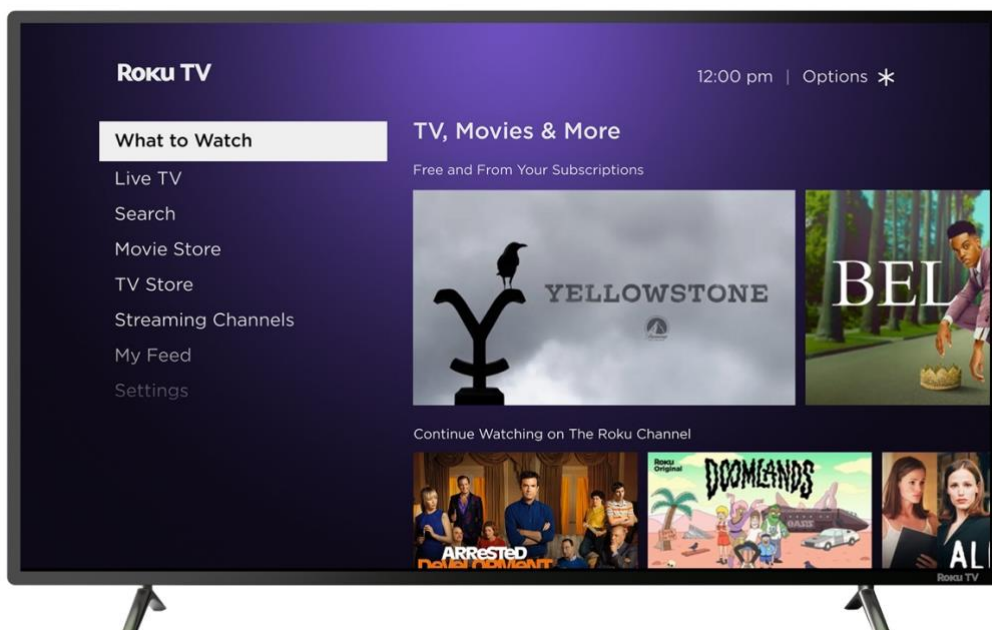 Roku TV
12:00 pm | Options
What to Watch
Live TV
Search
Movie Store
TV Store
Streaming Channels
My Feed
Settings
TV, Movies & More
Free and From Your Subscriptions
YELLOWSTONE
BEL
Continue Watching on The Roku Channel
ARReSTeD
DeVeLOPMeNT
Roku
Original
DOOMLANDS
OASIS
AL
Roku TV